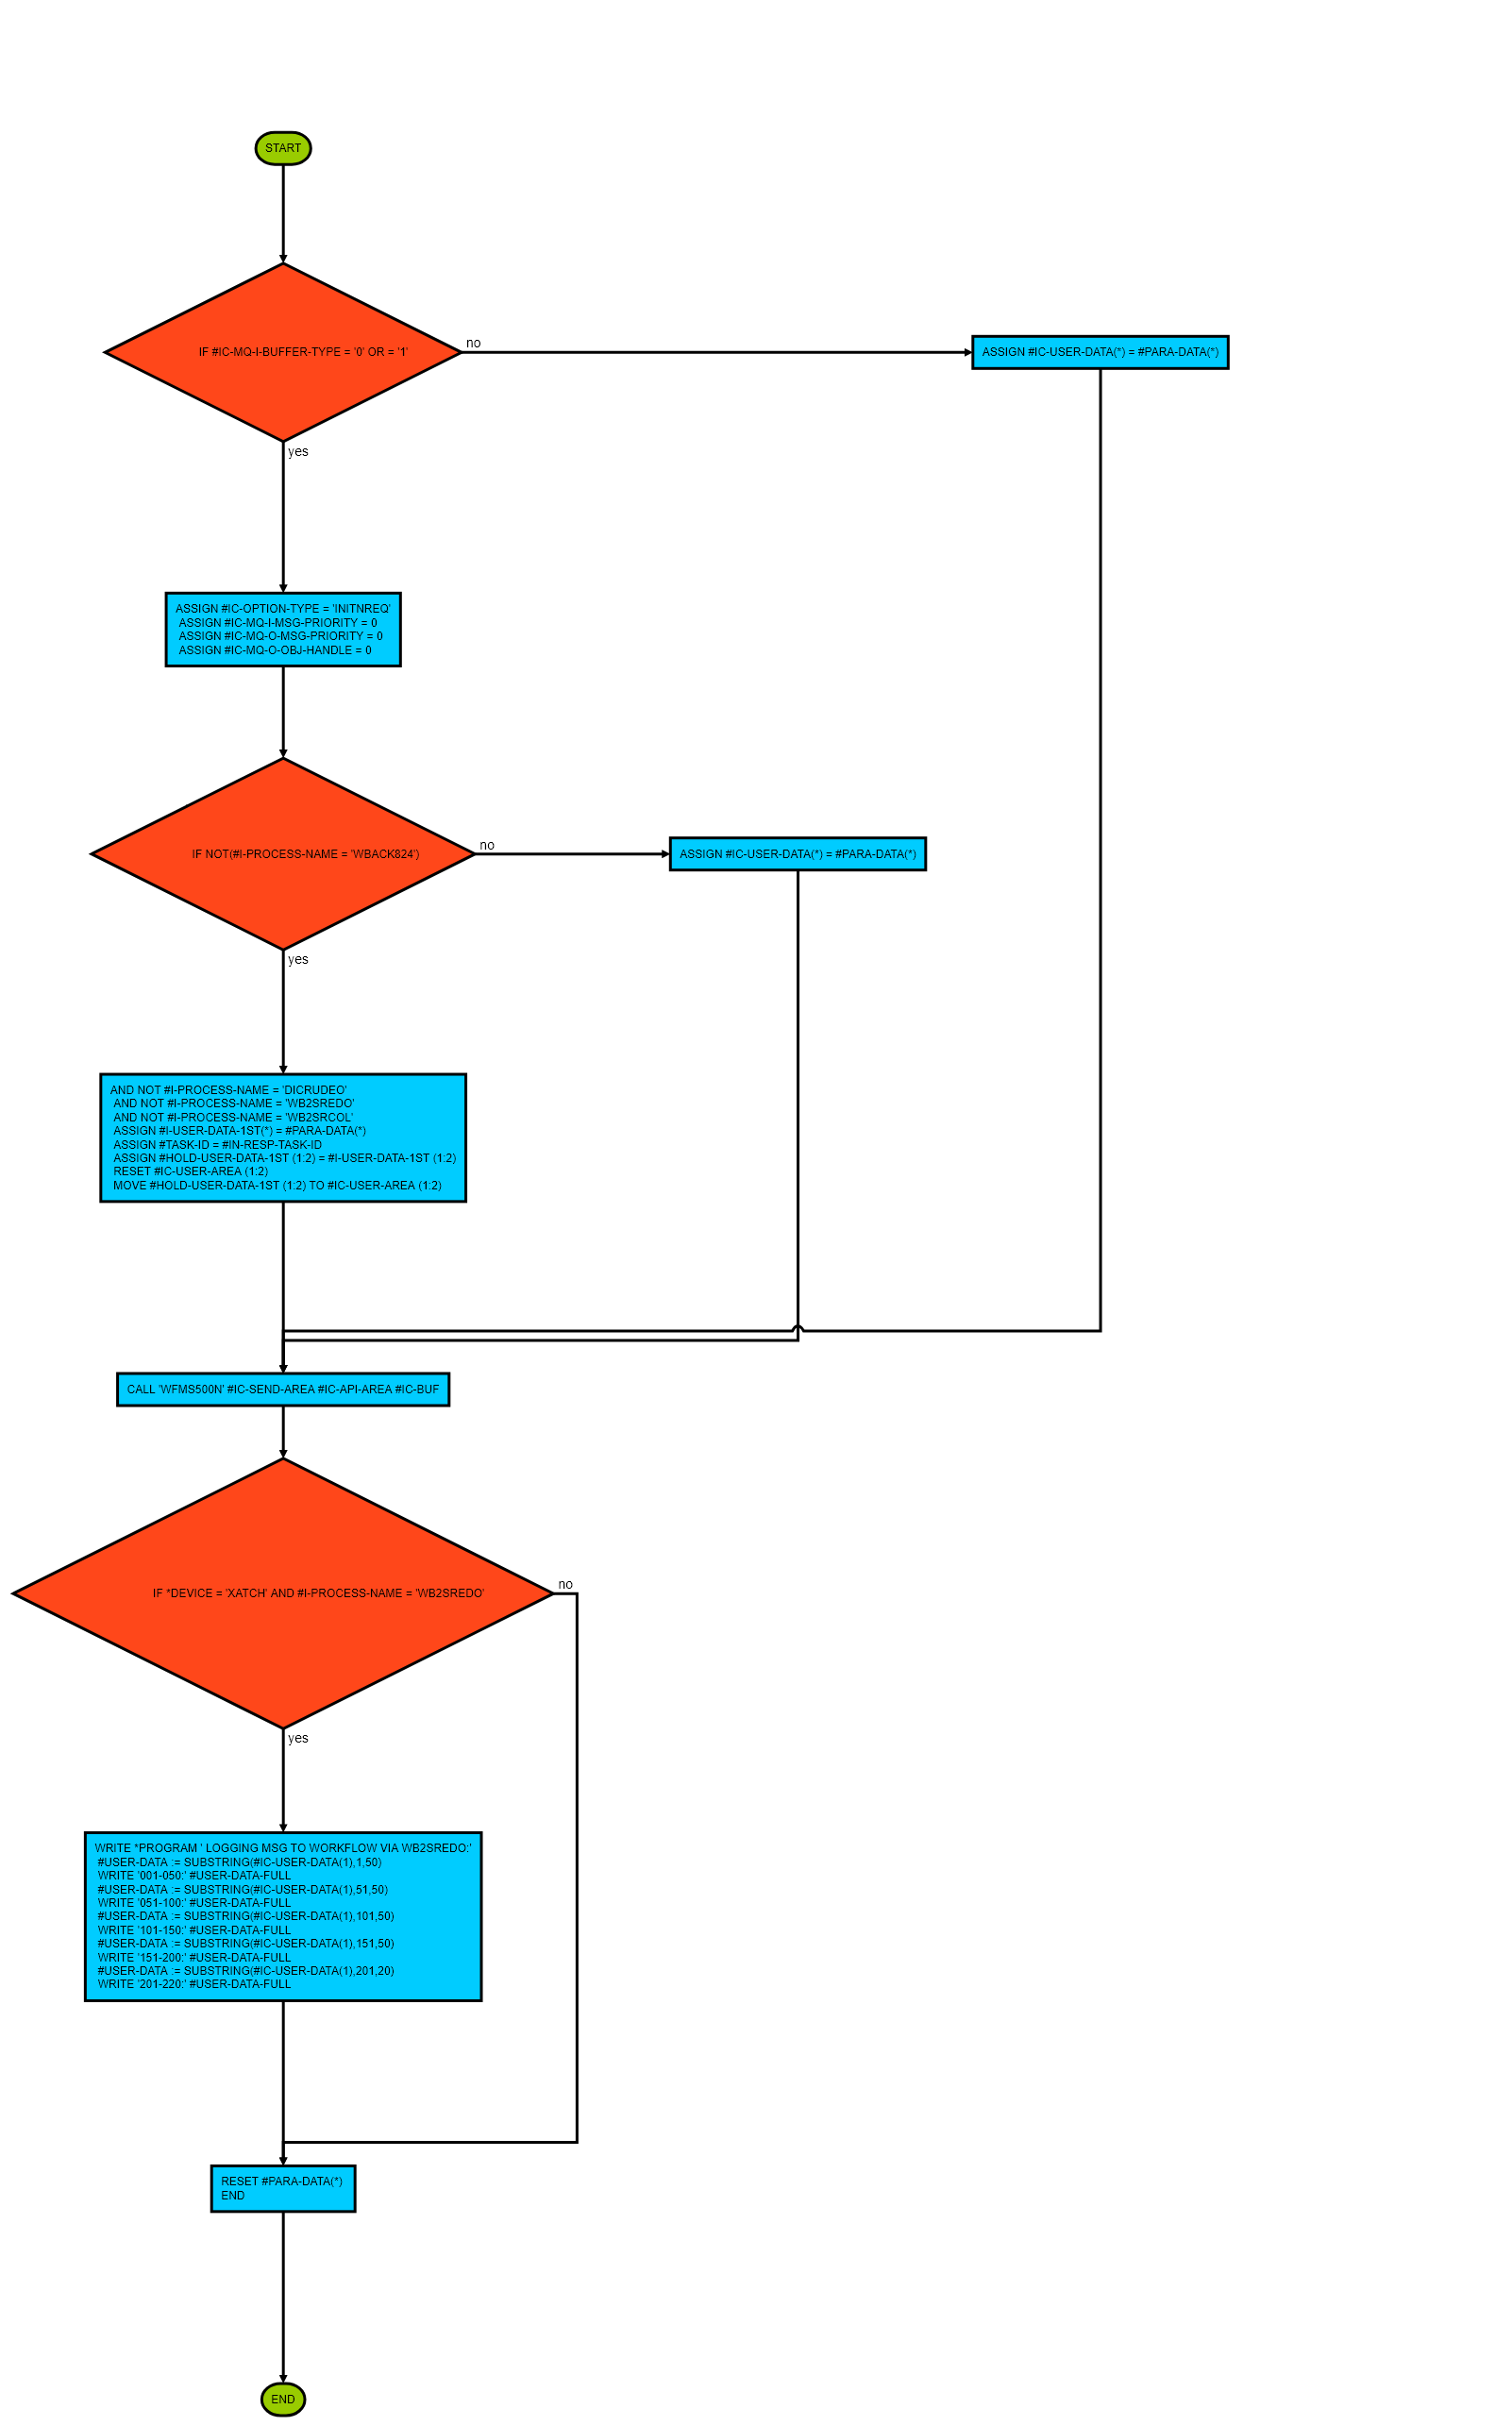 START
IF #IC-MQ-I-BUFFER-TYPE = '0' OR = '1'
no
ASSIGN #IC-USER-DATA(*) = #PARA-DATA(*)
yes
ASSIGN #IC-OPTION-TYPE = 'INITNREQ'
ASSIGN #IC-MQ-I-MSG-PRIORITY = 0
ASSIGN #IC-MQ-O-MSG-PRIORITY = 0
ASSIGN #IC-MQ-O-OBJ-HANDLE = 0
IF NOT(#I-PROCESS-NAME = 'WBACK824')
no
ASSIGN #IC-USER-DATA(*) = #PARA-DATA(*)
yes
AND NOT #I-PROCESS-NAME = 'DICRUDEO'
AND NOT #I-PROCESS-NAME = 'WB2SREDO'
AND NOT #I-PROCESS-NAME = 'WB2SRCOL'
ASSIGN #I-USER-DATA-1ST(*) = #PARA-DATA(*)
ASSIGN #TASK-ID = #IN-RESP-TASK-ID
ASSIGN #HOLD-USER-DATA-1ST (1:2) = #I-USER-DATA-1ST (1:2)
RESET #IC-USER-AREA (1:2)
MOVE #HOLD-USER-DATA-1ST (1:2) TO #IC-USER-AREA (1:2)
CALL 'WFMS500N' #IC-SEND-AREA #IC-API-AREA #IC-BUF
IF *DEVICE = 'XATCH' AND #I-PROCESS-NAME = 'WB2SREDO'
no
yes
WRITE *PROGRAM ' LOGGING MSG TO WORKFLOW VIA WB2SREDO:'
#USER-DATA := SUBSTRING(#IC-USER-DATA(1),1,50)
WRITE '001-050:' #USER-DATA-FULL
#USER-DATA := SUBSTRING(#IC-USER-DATA(1),51,50)
WRITE '051-100:' #USER-DATA-FULL
#USER-DATA := SUBSTRING(#IC-USER-DATA(1),101,50)
WRITE '101-150:' #USER-DATA-FULL
#USER-DATA := SUBSTRING(#IC-USER-DATA(1),151,50)
WRITE '151-200:' #USER-DATA-FULL
#USER-DATA := SUBSTRING(#IC-USER-DATA(1),201,20)
WRITE '201-220:' #USER-DATA-FULL
RESET #PARA-DATA(*)
END
END